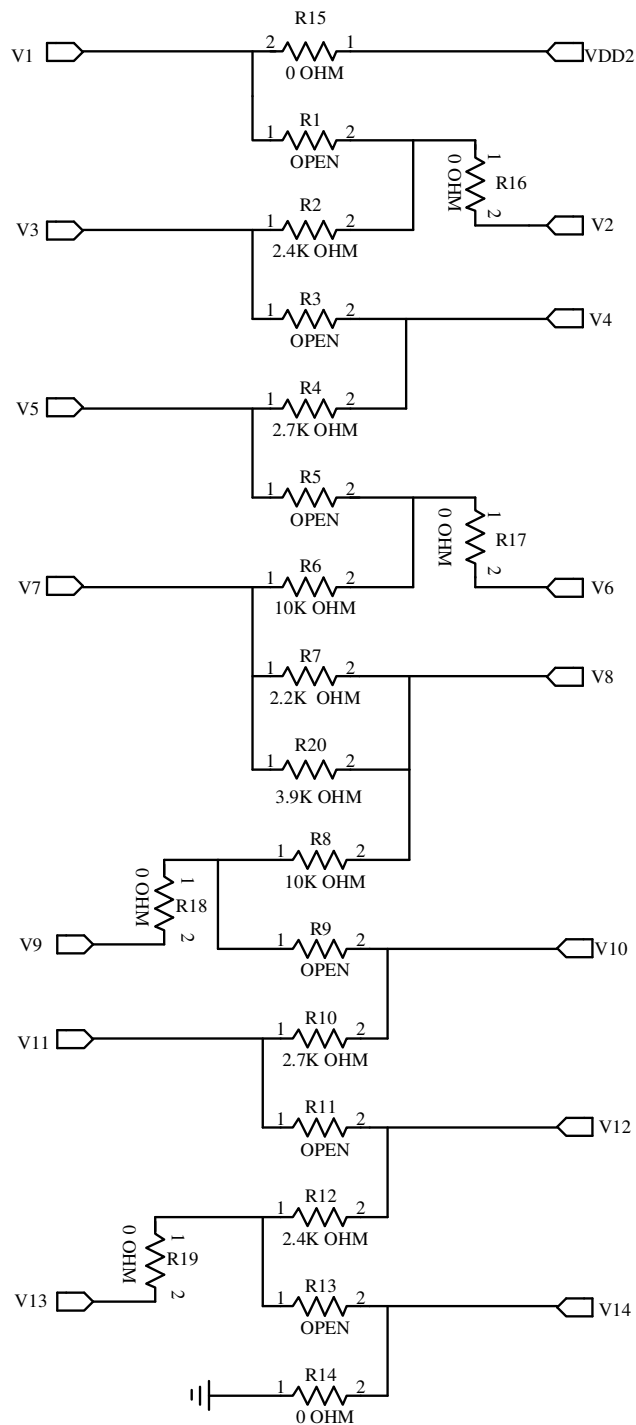 R15
V1 2 1 VDD2
0 OHM
R1
1 2
OPEN
1
R16
0 OHM
2
R2
V3 1 2 V2
2.4K OHM
R3
1 2 V4
OPEN
R4
V5 1 2
2.7K OHM
R5
1 2
OPEN
1
R17
0 OHM
2
R6
V7 1 2 V6
10K OHM
R7
1 2 V8
2.2K OHM
R20
1 2
3.9K OHM
R8
1 2
10K OHM
1
R18
0 OHM
2
R9
V9 1 2 V10
OPEN
R10
V11 1 2
2.7K OHM
R11
1 2 V12
OPEN
R12
1 2
2.4K OHM
1
R19
0 OHM
2
R13
V13 1 2 V14
OPEN
R14
1 2
0 OHM